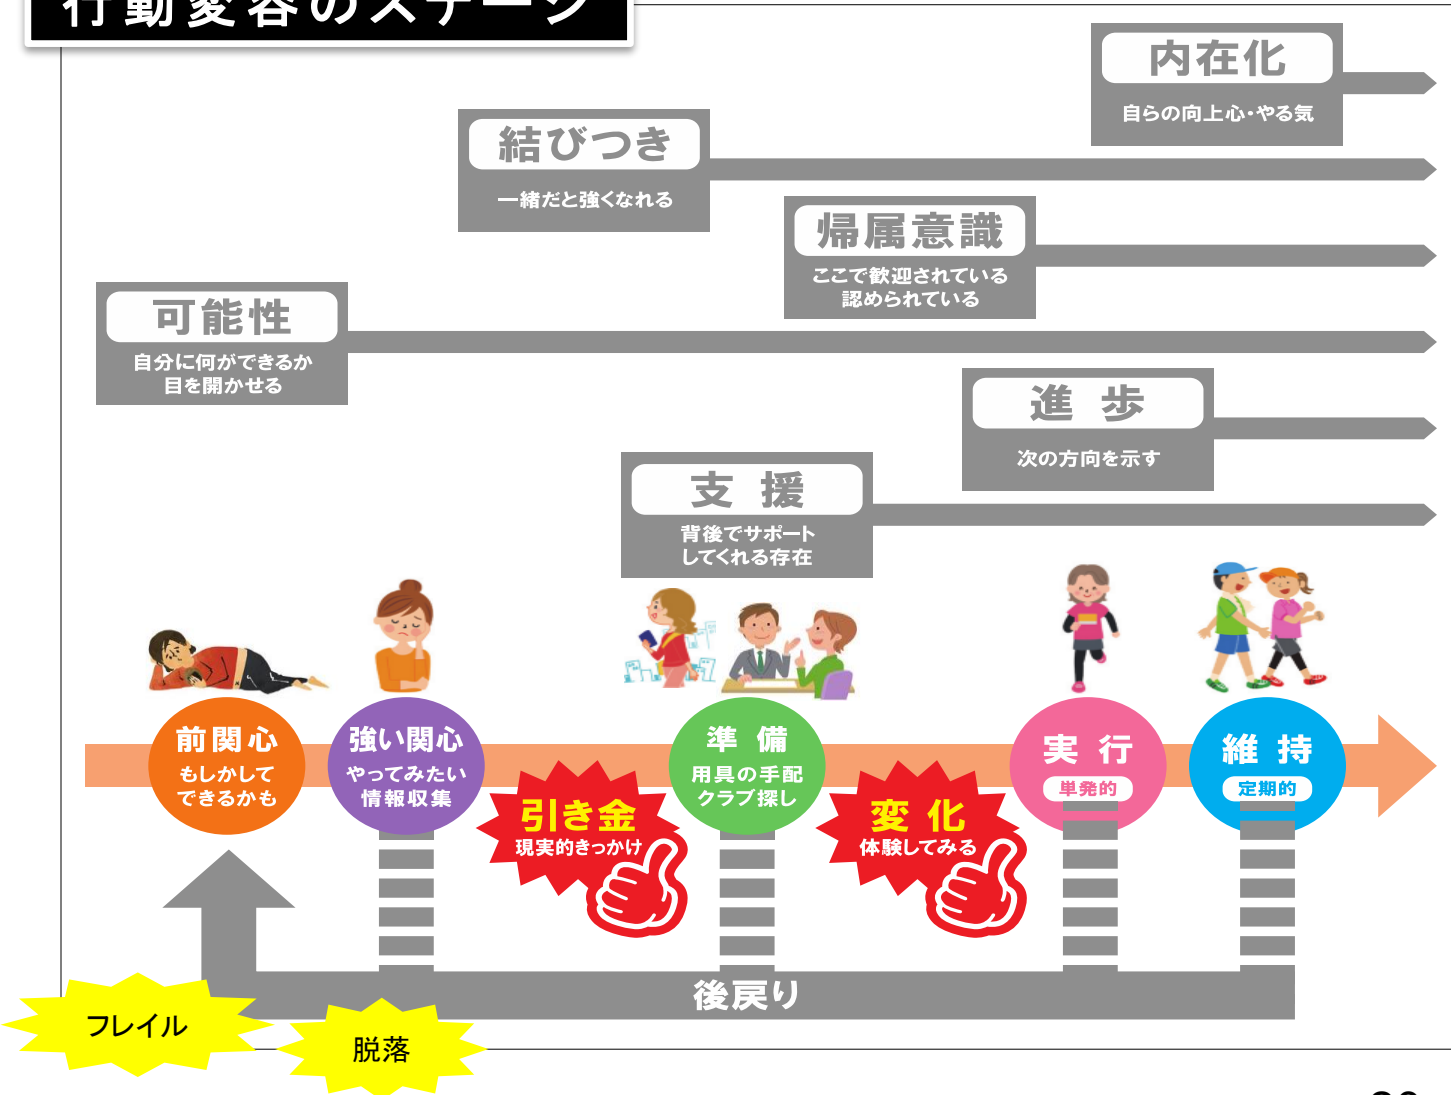 行動変容のステージ
内在化
自らの向上心・やる気
結びつき
一緒だと強くなれる
帰属意識
ここで歓迎されている
認められている
可能性
自分に何ができるか
目を開かせる
進 歩
次の方向を示す
支 援
背後でサポート
してくれる存在
前関心
もしかして
できるかも
強い関心
やってみたい
情報収集
引き金
現実的きっかけ
準 備
用具の手配
クラブ探し
変 化
体験してみる
実 行
単発的
維 持
定期的
後戻り
フレイル
脱落